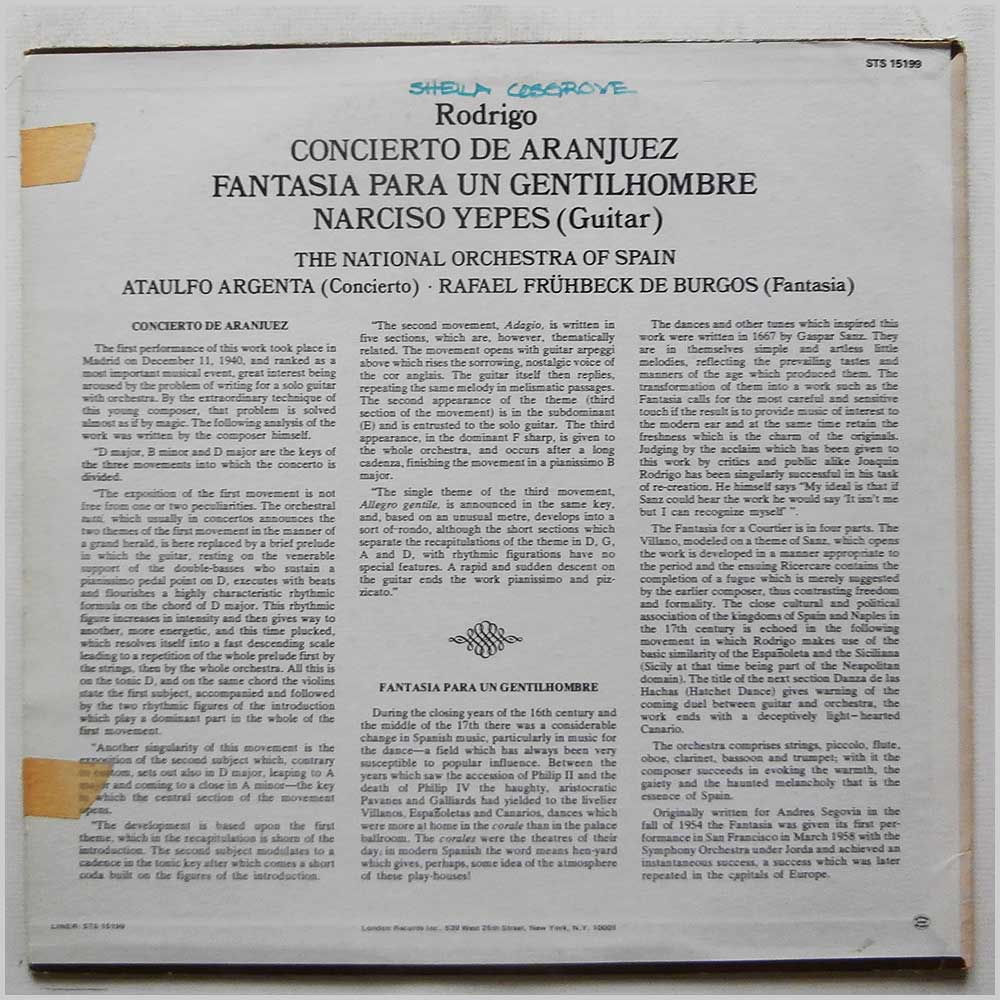 STS 15199
SHEILA COSGROVE
Rodrigo
CONCIERTO DE ARANJUEZ
FANTASIA PARA UN GENTILHOMBRE
NARCISO YEPES (Guitar)
THE NATIONAL ORCHESTRA OF SPAIN
ATAULFO ARGENTA (Concierto) · RAFAEL FRÜHBECK DE BURGOS (Fantasia)
CONCIERTO DE ARANJUEZ
The first performance of this work took place in
Madrid on December 11, 1940, and ranked as a
most important musical event, great interest being
aroused by the problem of writing for a solo guitar
with orchestra. By the extraordinary technique of
this young composer, that problem is solved
almost as if by magic. The following analysis of the
work was written by the composer himself.
"D major, B minor and D major are the keys of
the three movements into which the concerto is
divided.
"The exposition of the first movement is not
free from one or two peculiarities. The orchestral
tutti, which usually in concertos announces the
two themes of the first movement in the manner of
a grand herald, is here replaced by a brief prelude
in which the guitar, resting on the venerable
support of the double-basses who sustain a
pianissimo pedal point on D, executes with beats
and flourishes a highly characteristic rhythmic
formula on the chord of D major. This rhythmic
figure increases in intensity and then gives way to
another, more energetic, and this time plucked,
which resolves itself into a fast descending scale
leading to a repetition of the whole prelude first by
the strings, then by the whole orchestra. All this is
on the tonic D, and on the same chord the violins
state the first subject, accompanied and followed
by the two rhythmic figures of the introduction
which play a dominant part in the whole of the
first movement.
"Another singularity of this movement is the
exposition of the second subject which, contrary
to custom, sets out also in D major, leaping to A
major and coming to a close in A minor—the key
in which the central section of the movement
opens.
"The development is based upon the first
theme, which in the recapitulation is shorn of the
introduction. The second subject modulates to a
cadence in the tonic key after which comes a short
coda built on the figures of the introduction.
"The second movement, Adagio, is written in
five sections, which are, however, thematically
related. The movement opens with guitar arpeggi
above which rises the sorrowing, nostalgic voice of
the cor anglais. The guitar itself then replies,
repeating the same melody in melismatic passages.
The second appearance of the theme (third
section of the movement) is in the subdominant
(E) and is entrusted to the solo guitar. The third
appearance, in the dominant F sharp, is given to
the whole orchestra, and occurs after a long
cadenza, finishing the movement in a pianissimo B
major.
"The single theme of the third movement,
Allegro gentile, is announced in the same key,
and, based on an unusual metre, develops into a
sort of rondo, although the short sections which
separate the recapitulations of the theme in D, G,
A and D, with rhythmic figurations have no
special features. A rapid and sudden descent on
the guitar ends the work pianissimo and piz-
zicato."
FANTASIA PARA UN GENTILHOMBRE
During the closing years of the 16th century and
the middle of the 17th there was a considerable
change in Spanish music, particularly in music for
the dance—a field which has always been very
susceptible to popular influence. Between the
years which saw the accession of Philip II and the
death of Philip IV the haughty, aristocratic
Pavanes and Galliards had yielded to the livelier
Villanos, Españoletas and Canarios, dances which
were more at home in the corale than in the palace
ballroom. The corales were the theatres of their
day; in modern Spanish the word means hen-yard
which gives, perhaps, some idea of the atmosphere
of these play-houses!
The dances and other tunes which inspired this
work were written in 1667 by Gaspar Sanz. They
are in themselves simple and artless little
melodies, reflecting the prevailing tastes and
manners of the age which produced them. The
transformation of them into a work such as the
Fantasia calls for the most careful and sensitive
touch if the result is to provide music of interest to
the modern ear and at the same time retain the
freshness which is the charm of the originals.
Judging by the acclaim which has been given to
this work by critics and public alike Joaquin
Rodrigo has been singularly successful in his task
of re-creation. He himself says "My ideal is that if
Sanz could hear the work he would say 'It isn't me
but I can recognize myself' ".
The Fantasia for a Courtier is in four parts. The
Villano, modeled on a theme of Sanz, which opens
the work is developed in a manner appropriate to
the period and the ensuing Ricercare contains the
completion of a fugue which is merely suggested
by the earlier composer, thus contrasting freedom
and formality. The close cultural and political
association of the kingdoms of Spain and Naples in
the 17th century is echoed in the following
movement in which Rodrigo makes use of the
basic similarity of the Españoleta and the Siciliana
(Sicily at that time being part of the Neapolitan
domain). The title of the next section Danza de las
Hachas (Hatchet Dance) gives warning of the
coming duel between guitar and orchestra, the
work ends with a deceptively light-hearted
Canario.
The orchestra comprises strings, piccolo, flute,
oboe, clarinet, bassoon and trumpet; with it the
composer succeeds in evoking the warmth, the
gaiety and the haunted melancholy that is the
essence of Spain.
Originally written for Andres Segovia in the
fall of 1954 the Fantasia was given its first per-
formance in San Francisco in March 1958 with the
Symphony Orchestra under Jorda and achieved an
instantaneous success, a success which was later
repeated in the capitals of Europe.
LINER: STS 15199
London Records Inc., 539 West 25th Street, New York, N.Y. 10001